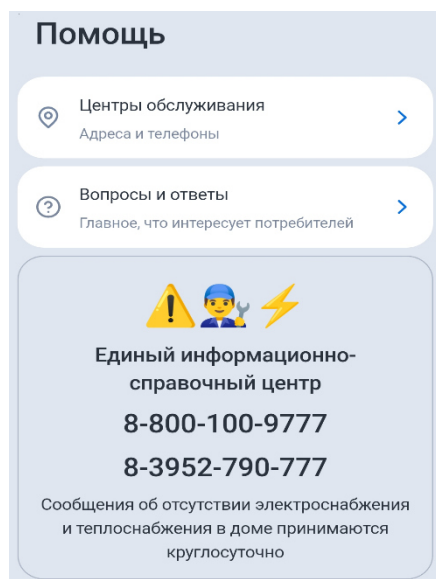 Помощь
Центры обслуживания
Адреса и телефоны
Вопросы и ответы
Главное, что интересует потребителей
Единый информационно-
справочный центр
8-800-100-9777
8-3952-790-777
Сообщения об отсутствии электроснабжения
и теплоснабжения в доме принимаются
круглосуточно